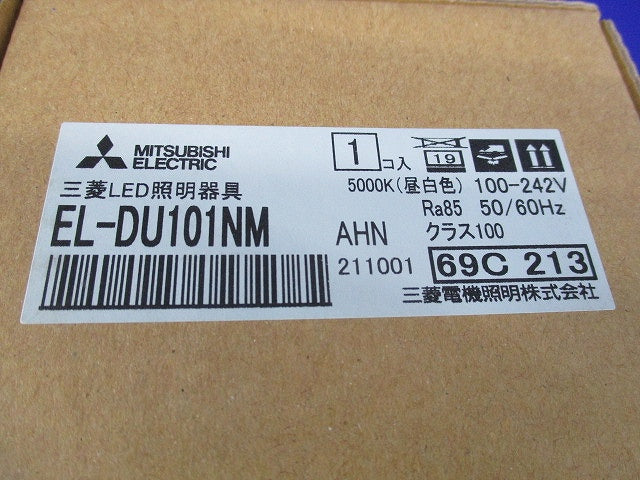 MITSUBISHI
ELECTRIC
1コ入
19
三菱LED照明器具
5000K(昼白色) 100-242V
EL-DU101NM
Ra85 50/60Hz
AHN
クラス100
211001
69C 213
三菱電機照明株式会社